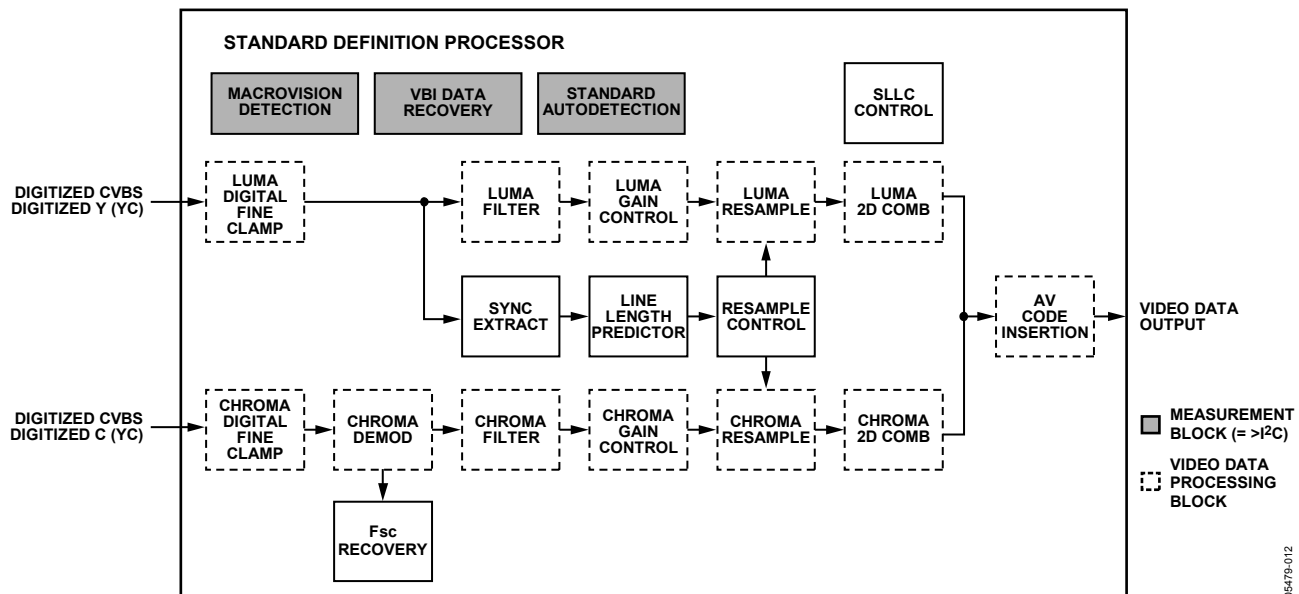 STANDARD DEFINITION PROCESSOR
MACROVISION
DETECTION
VBI DATA
RECOVERY
STANDARD
AUTODETECTION
SLLC
CONTROL
DIGITIZED CVBS
DIGITIZED Y (YC)
LUMA
DIGITAL
FINE
CLAMP
LUMA
FILTER
LUMA
GAIN
CONTROL
LUMA
RESAMPLE
LUMA
2D COMB
SYNC
EXTRACT
LINE
LENGTH
PREDICTOR
RESAMPLE
CONTROL
AV
CODE
INSERTION
VIDEO DATA
OUTPUT
DIGITIZED CVBS
DIGITIZED C (YC)
CHROMA
DIGITAL
FINE
CLAMP
CHROMA
DEMOD
CHROMA
FILTER
CHROMA
GAIN
CONTROL
CHROMA
RESAMPLE
CHROMA
2D COMB
Fsc
RECOVERY
MEASUREMENT
BLOCK (= >I²C)
VIDEO DATA
PROCESSING
BLOCK
05479-012